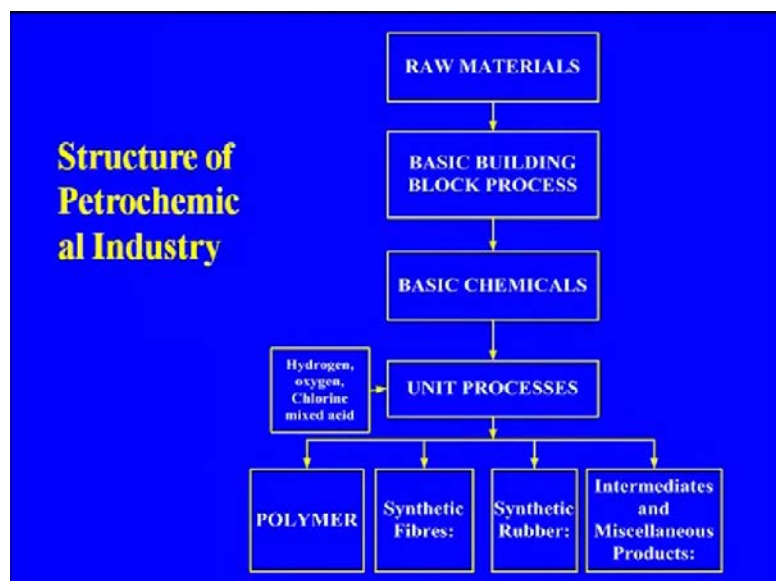 RAW MATERIALS
Structure of
Petrochemic
al Industry
BASIC BUILDING
BLOCK PROCESS
BASIC CHEMICALS
Hydrogen,
oxygen,
Chlorine
mixed acid
UNIT PROCESSES
POLYMER
Synthetic
Fibres:
Synthetic
Rubber:
Intermediates
and
Miscellaneous
Products: